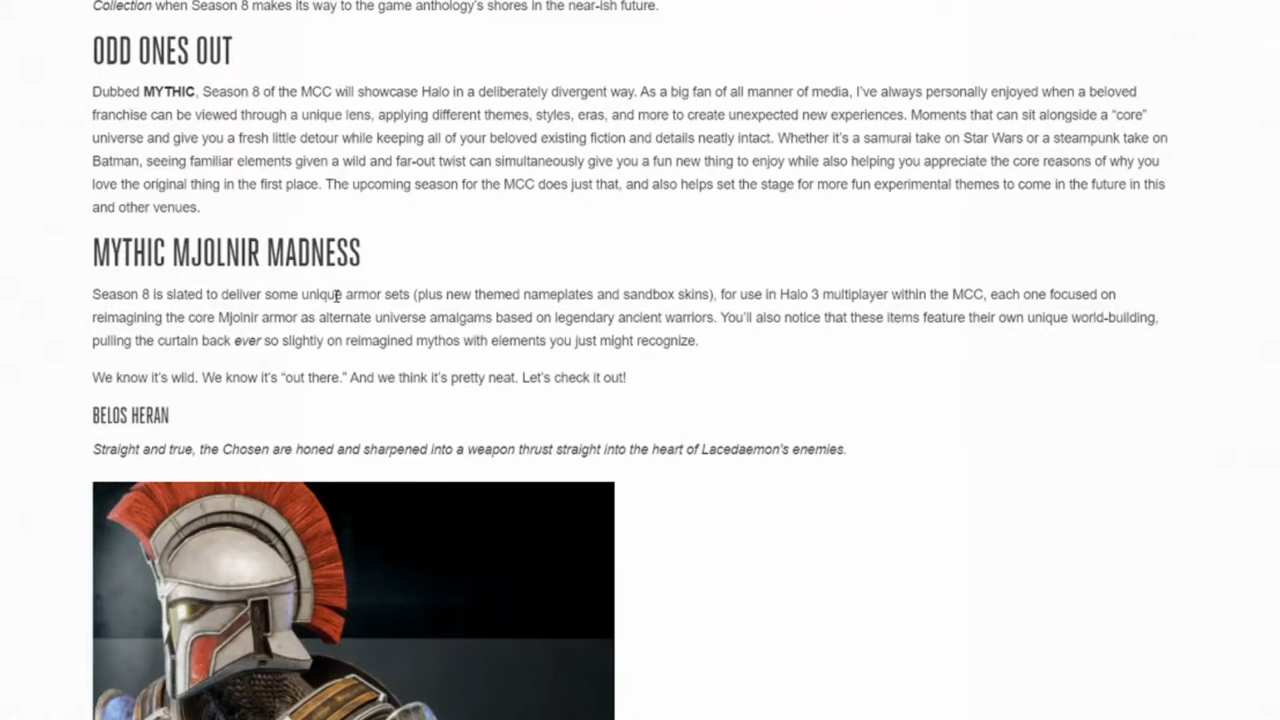 Collection when Season 8 makes its way to the game anthology's shores in the near-ish future.
ODD ONES OUT
Dubbed MYTHIC, Season 8 of the MCC will showcase Halo in a deliberately divergent way. As a big fan of all manner of media, I've always personally enjoyed when a beloved
franchise can be viewed through a unique lens, applying different themes, styles, eras, and more to create unexpected new experiences. Moments that can sit alongside a "core"
universe and give you a fresh little detour while keeping all of your beloved existing fiction and details neatly intact. Whether it's a samurai take on Star Wars or a steampunk take on
Batman, seeing familiar elements given a wild and far-out twist can simultaneously give you a fun new thing to enjoy while also helping you appreciate the core reasons of why you
love the original thing in the first place. The upcoming season for the MCC does just that, and also helps set the stage for more fun experimental themes to come in the future in this
and other venues.
MYTHIC MJOLNIR MADNESS
Season 8 is slated to deliver some unique armor sets (plus new themed nameplates and sandbox skins), for use in Halo 3 multiplayer within the MCC, each one focused on
reimagining the core Mjolnir armor as alternate universe amalgams based on legendary ancient warriors. You'll also notice that these items feature their own unique world-building,
pulling the curtain back ever so slightly on reimagined mythos with elements you just might recognize.
We know it's wild. We know it's "out there." And we think it's pretty neat. Let's check it out!
BELOS HERAN
Straight and true, the Chosen are honed and sharpened into a weapon thrust straight into the heart of Lacedaemon's enemies.